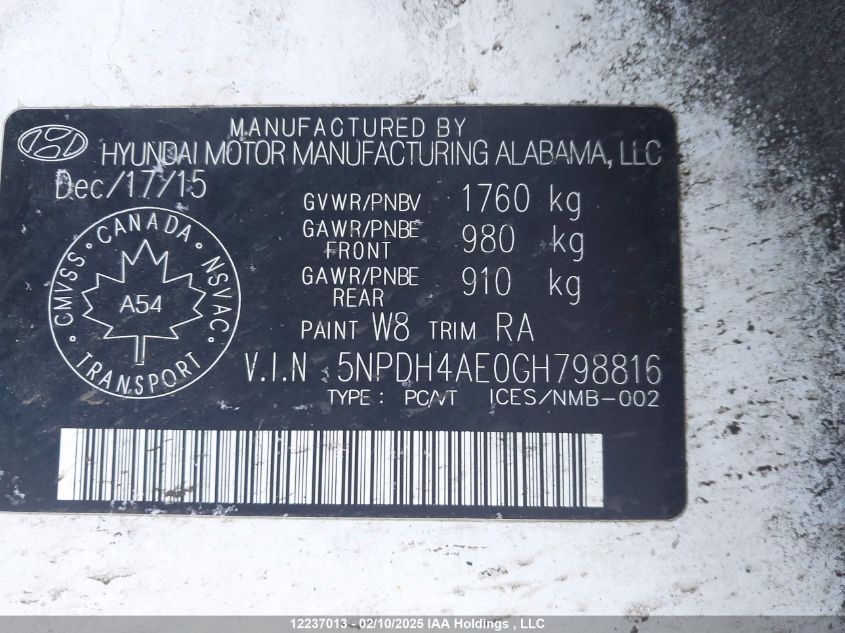 MANUFACTURED BY
HYUNDAI MOTOR MANUFACTURING ALABAMA, LLC
Dec/17/15
GVWR/PNBV 1760 kg
GAWR/PNBE FRONT 980 kg
GAWR/PNBE REAR 910 kg
PAINT W8 TRIM RA
V.I.N 5NPDH4AE0GH798816
TYPE: PC/VT ICES/NMB-002
CANADA
CMVSS · NSVAC
A54
TRANSPORT
12237013 - 02/10/2025 IAA Holdings , LLC